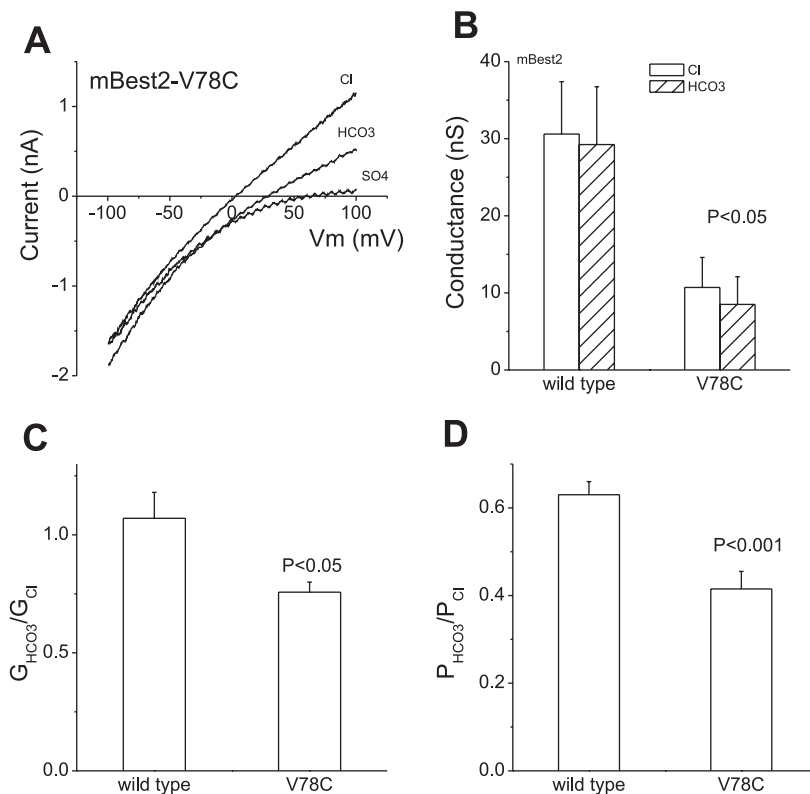 A
mBest2-V78C
Cl
HCO3
SO4
Current (nA)
1
0
-1
-2
-100
-50
0
50
100
Vm (mV)
B
mBest2
Cl
HCO3
Conductance (nS)
40
30
20
10
0
P<0.05
wild type
V78C
C
GHCO3/GCl
1.0
0.5
0.0
P<0.05
wild type
V78C
D
PHCO3/PCl
0.6
0.4
0.2
0.0
P<0.001
wild type
V78C